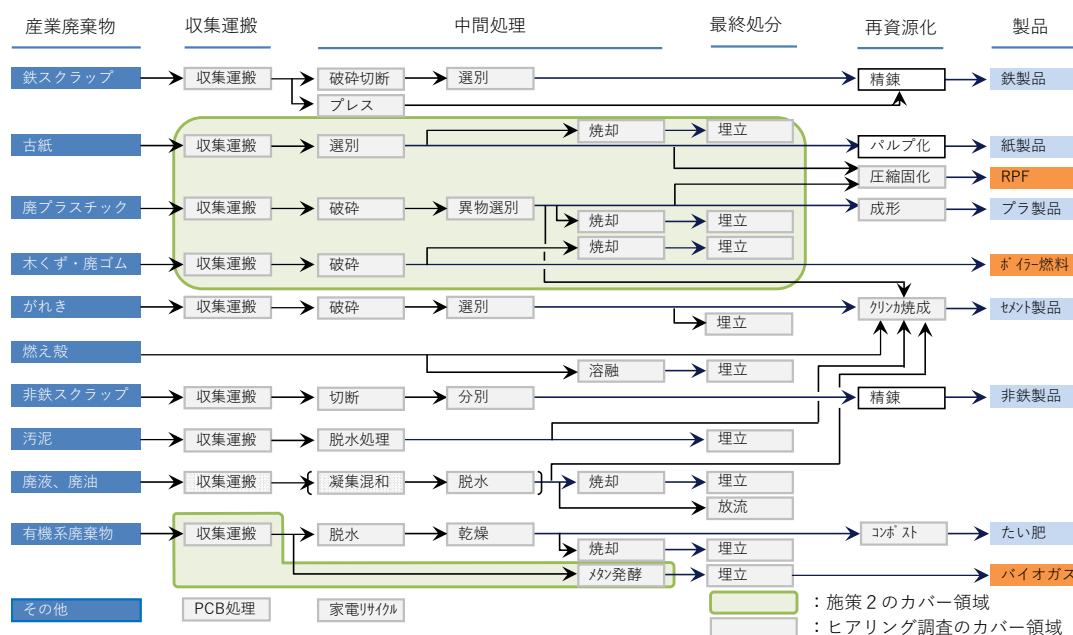 産業廃棄物 収集運搬 中間処理 最終処分 再資源化 製品
鉄スクラップ 収集運搬 破砕切断 選別 精錬 鉄製品
プレス
焼却 埋立
古紙 収集運搬 選別 パルプ化 紙製品
圧縮固化 RPF
廃プラスチック 収集運搬 破砕 異物選別 成形 プラ製品
焼却 埋立
焼却 埋立
木くず・廃ゴム 収集運搬 破砕 ボイラー燃料
がれき 収集運搬 破砕 選別 クリンカ焼成 セメント製品
埋立
燃え殻
溶融 埋立
非鉄スクラップ 収集運搬 切断 分別 精錬 非鉄製品
汚泥 収集運搬 脱水処理 埋立
廃液、廃油 収集運搬 (凝集混和 脱水) 焼却 埋立
放流
有機系廃棄物 収集運搬 脱水 乾燥 コンポスト たい肥
焼却 埋立
メタン発酵 埋立 バイオガス
その他 PCB処理 家電リサイクル
：施策２のカバー領域
：ヒアリング調査のカバー領域